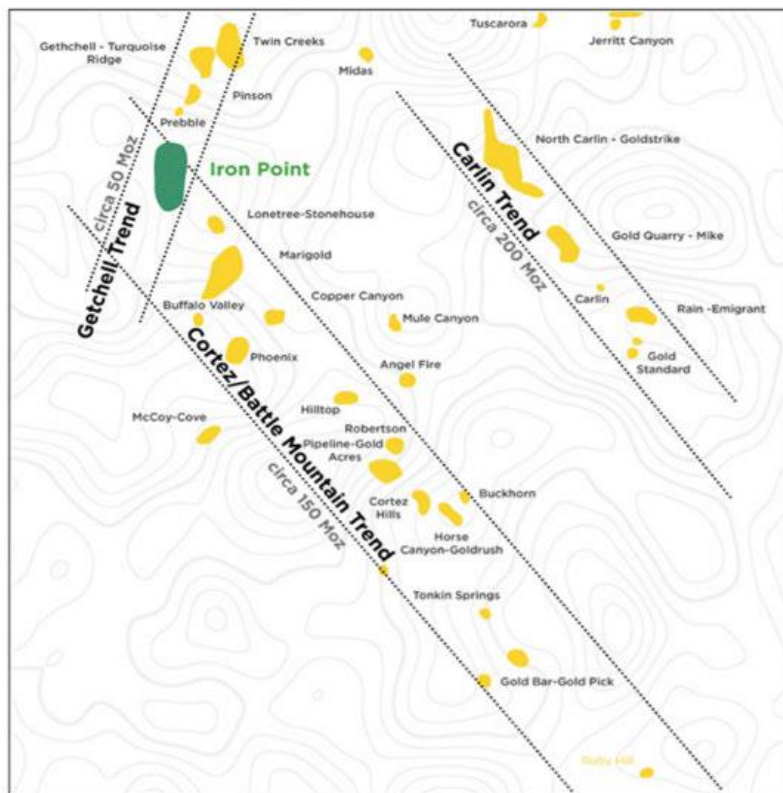 Tuscarora
Jerritt Canyon
Gethchell - Turquoise
Ridge
Twin Creeks
Midas
Pinson
Prebble
North Carlin - Goldstrike
Iron Point
Carlin Trend
circa 200 Moz
circa 50 Moz
Getchell Trend
Lonetree-Stonehouse
Gold Quarry - Mike
Marigold
Copper Canyon
Buffalo Valley
Carlin
Rain -Emigrant
Mule Canyon
Phoenix
Gold
Standard
Angel Fire
Cortez/Battle Mountain Trend
circa 150 Moz
Hilltop
McCoy-Cove
Robertson
Pipeline-Gold
Acres
Buckhorn
Cortez
Hills
Horse
Canyon-Goldrush
Tonkin Springs
Gold Bar-Gold Pick
Ruby Hill